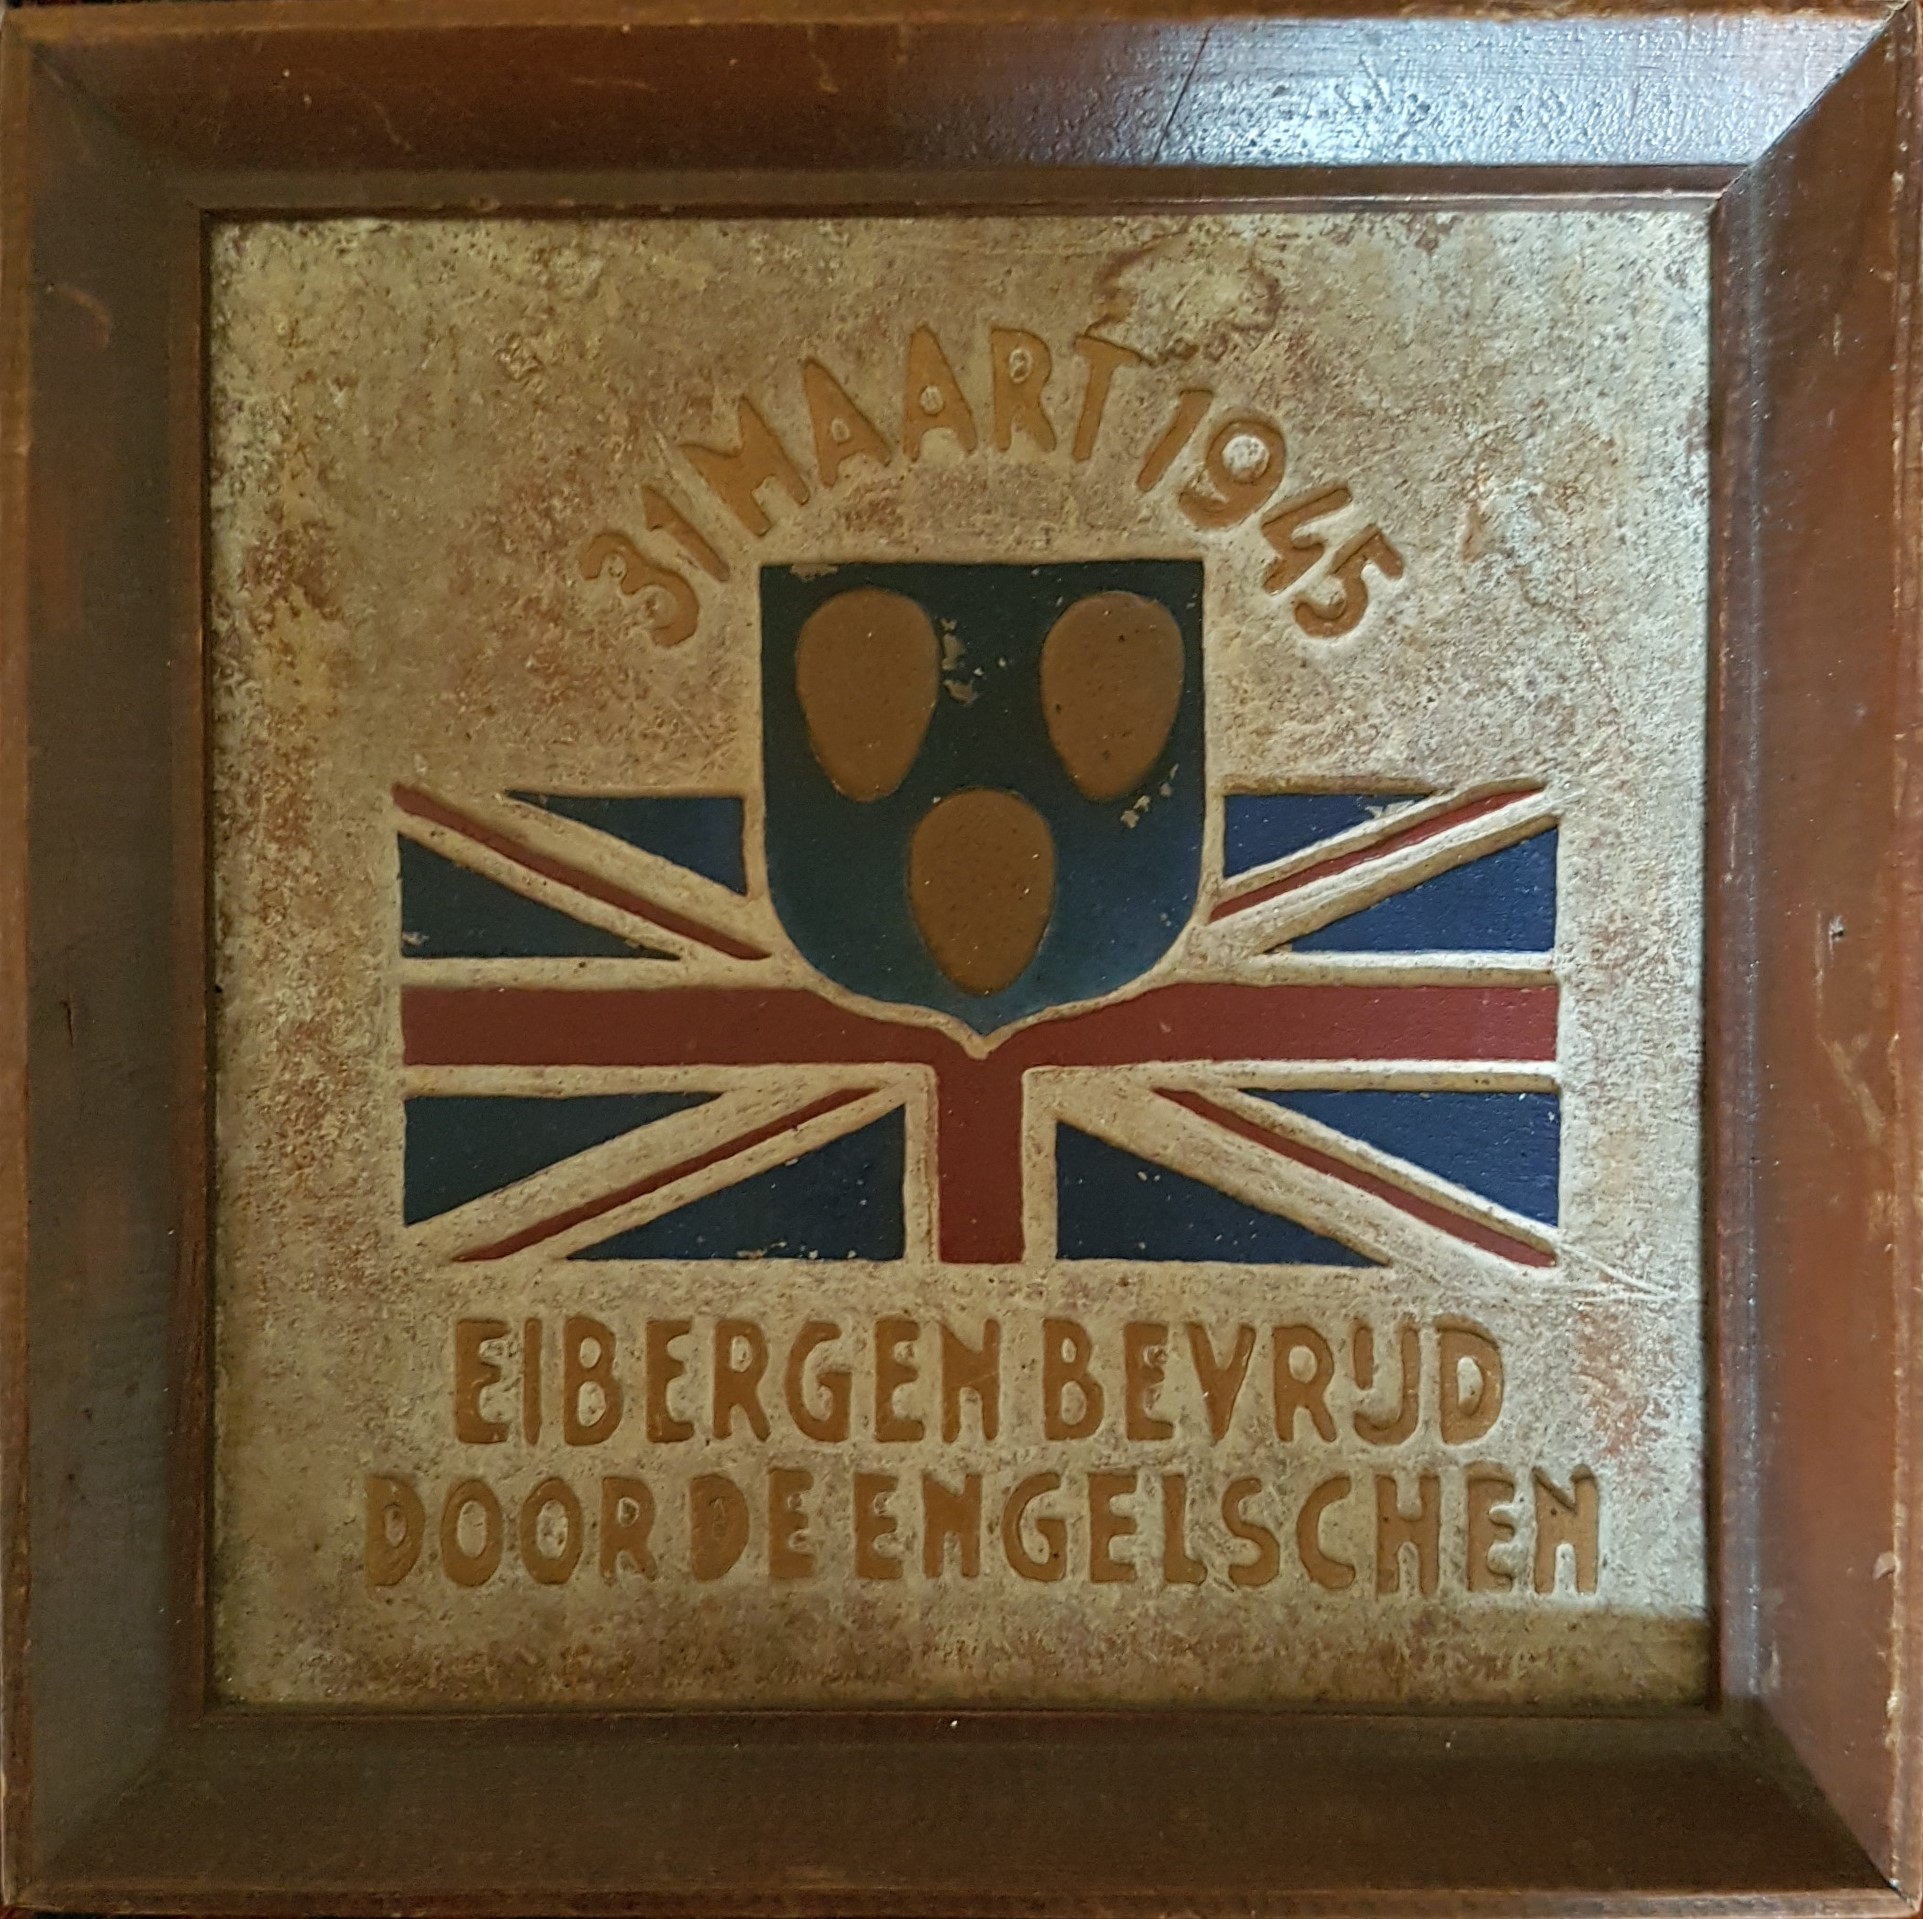 31 MAART 1945
EIBERGEN BEVRIJD
DOOR DE ENGELSCHEN